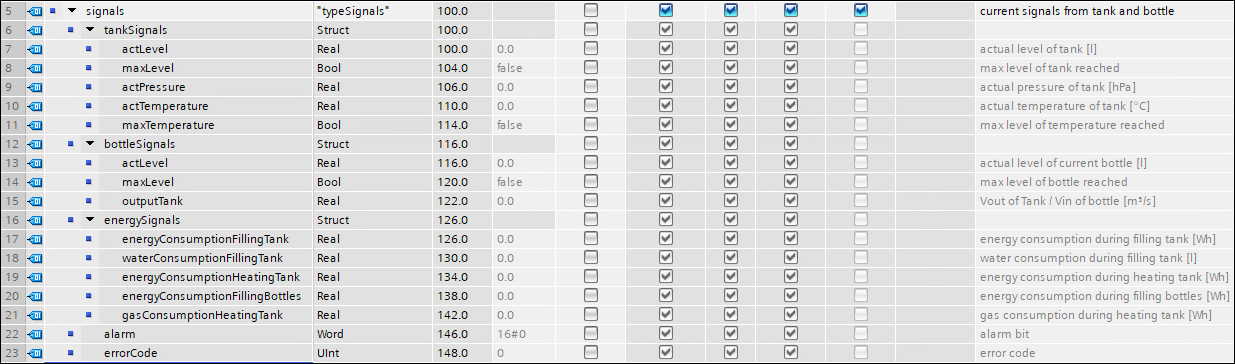 5 signals "typeSignals" 100.0 current signals from tank and bottle
6 tankSignals Struct 100.0
7 actLevel Real 100.0 0.0 actual level of tank [l]
8 maxLevel Bool 104.0 false max level of tank reached
9 actPressure Real 106.0 0.0 actual pressure of tank [hPa]
10 actTemperature Real 110.0 0.0 actual temperature of tank [°C]
11 maxTemperature Bool 114.0 false max level of temperature reached
12 bottleSignals Struct 116.0
13 actLevel Real 116.0 0.0 actual level of current bottle [l]
14 maxLevel Bool 120.0 false max level of bottle reached
15 outputTank Real 122.0 0.0 Vout of Tank / Vin of bottle [m³/s]
16 energySignals Struct 126.0
17 energyConsumptionFillingTank Real 126.0 0.0 energy consumption during filling tank [Wh]
18 waterConsumptionFillingTank Real 130.0 0.0 water consumption during filling tank [l]
19 energyConsumptionHeatingTank Real 134.0 0.0 energy consumption during heating tank [Wh]
20 energyConsumptionFillingBottles Real 138.0 0.0 energy consumption during filling bottles [Wh]
21 gasConsumptionHeatingTank Real 142.0 0.0 gas consumption during heating tank [Wh]
22 alarm Word 146.0 16#0 alarm bit
23 errorCode UInt 148.0 0 error code